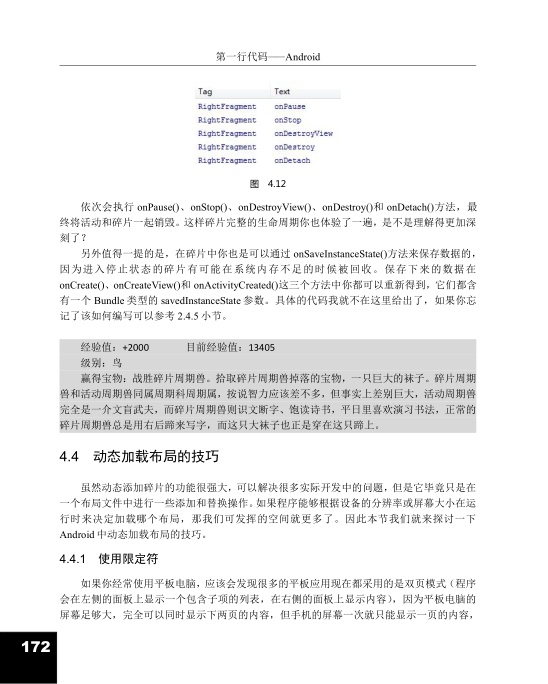 第一行代码——Android
Tag Text
RightFragment onPause
RightFragment onStop
RightFragment onDestroyView
RightFragment onDestroy
RightFragment onDetach
图 4.12
依次会执行 onPause()、onStop()、onDestroyView()、onDestroy()和 onDetach()方法，最
终将活动和碎片一起销毁。这样碎片完整的生命周期你也体验了一遍，是不是理解得更加深
刻了？
另外值得一提的是，在碎片中你也是可以通过 onSaveInstanceState()方法来保存数据的，
因为进入停止状态的碎片有可能在系统内存不足的时候被回收。保存下来的数据在
onCreate()、onCreateView()和 onActivityCreated()这三个方法中你都可以重新得到，它们都含
有一个 Bundle 类型的 savedInstanceState 参数。具体的代码我就不在这里给出了，如果你忘
记了该如何编写可以参考 2.4.5 小节。
经验值：+2000 目前经验值：13405
级别：鸟
赢得宝物：战胜碎片周期兽。拾取碎片周期兽掉落的宝物，一只巨大的袜子。碎片周期
兽和活动周期兽同属周期科周期属，按说智力应该差不多，但事实上差别巨大，活动周期兽
完全是一介文盲武夫，而碎片周期兽则识文断字、饱读诗书，平日里喜欢演习书法，正常的
碎片周期兽总是用右后蹄来写字，而这只大袜子也正是穿在这只蹄上。
4.4 动态加载布局的技巧
虽然动态添加碎片的功能很强大，可以解决很多实际开发中的问题，但是它毕竟只是在
一个布局文件中进行一些添加和替换操作。如果程序能够根据设备的分辨率或屏幕大小在运
行时来决定加载哪个布局，那我们可发挥的空间就更多了。因此本节我们就来探讨一下
Android 中动态加载布局的技巧。
4.4.1 使用限定符
如果你经常使用平板电脑，应该会发现很多的平板应用现在都采用的是双页模式（程序
会在左侧的面板上显示一个包含子项的列表，在右侧的面板上显示内容），因为平板电脑的
屏幕足够大，完全可以同时显示下两页的内容，但手机的屏幕一次就只能显示一页的内容，
172